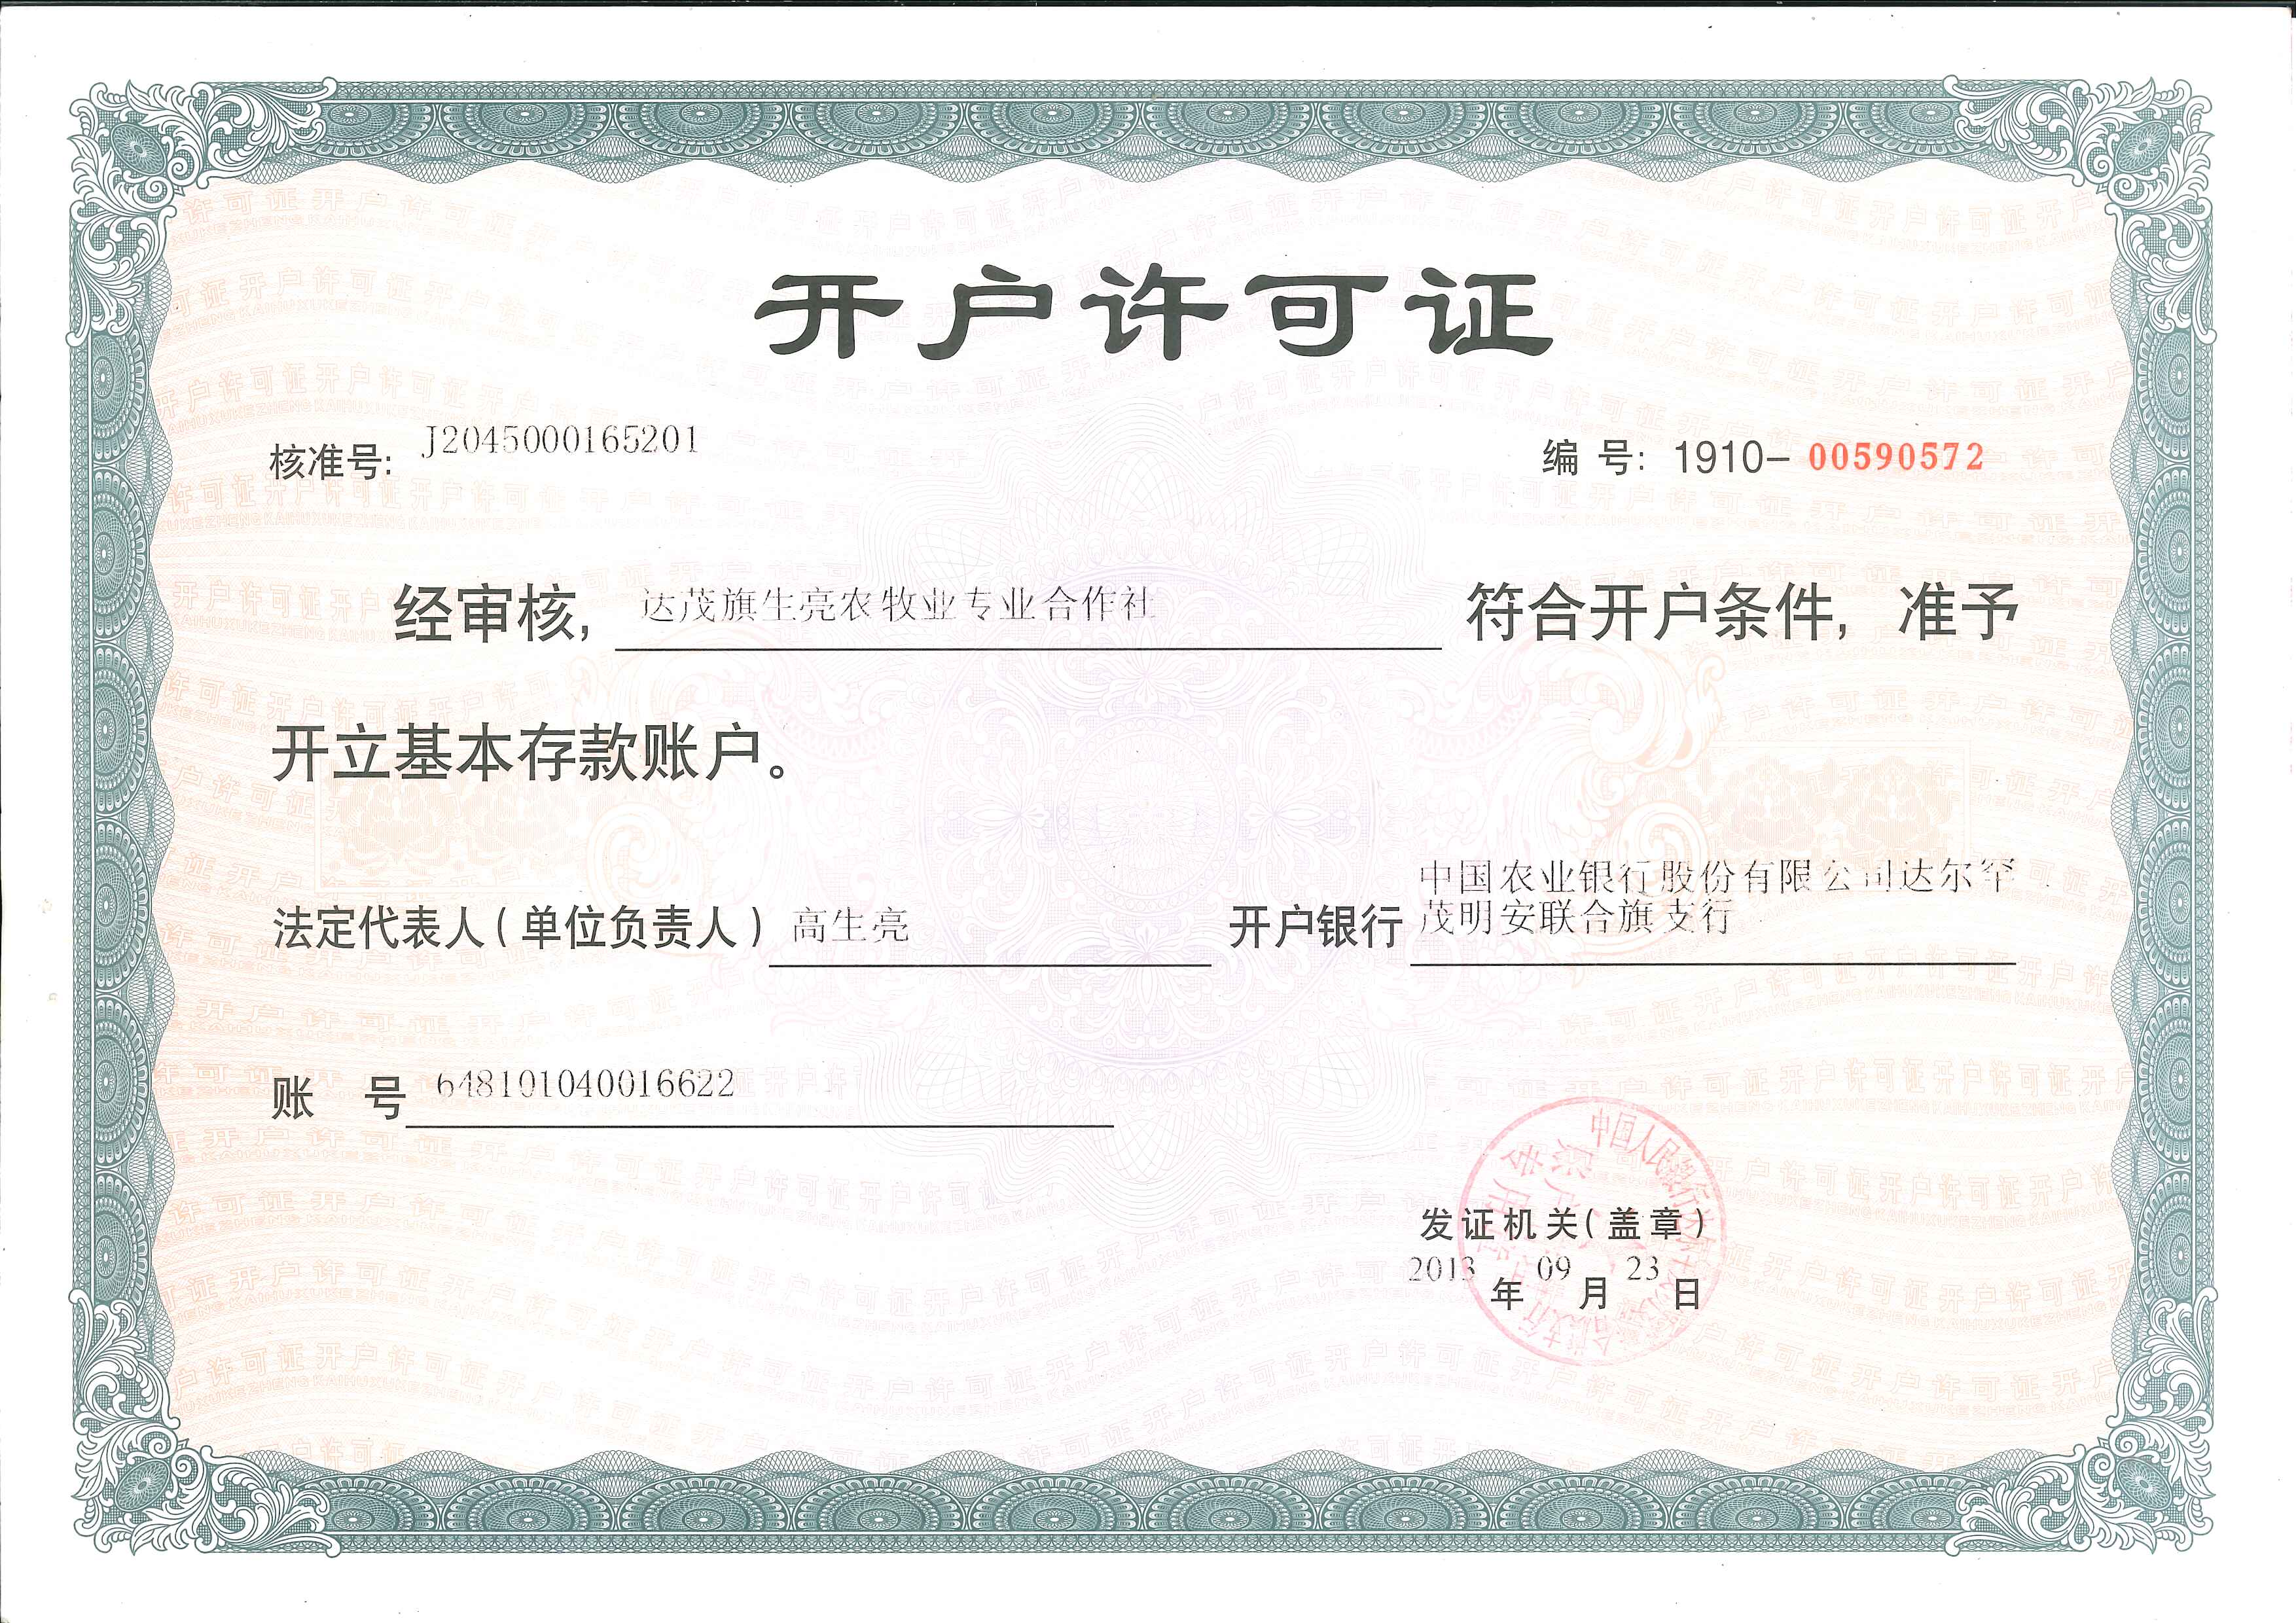 开户许可证
核准号: J2045000165201
编 号: 1910-00590572
经审核, 达茂旗生亮农牧业专业合作社 符合开户条件, 准予
开立基本存款账户。
法定代表人(单位负责人) 高生亮
开户银行 中国农业银行股份有限公司达尔罕
茂明安联合旗支行
账 号 648101040016622
发证机关(盖章)
2013 年 09 月 23 日
中国人民银行